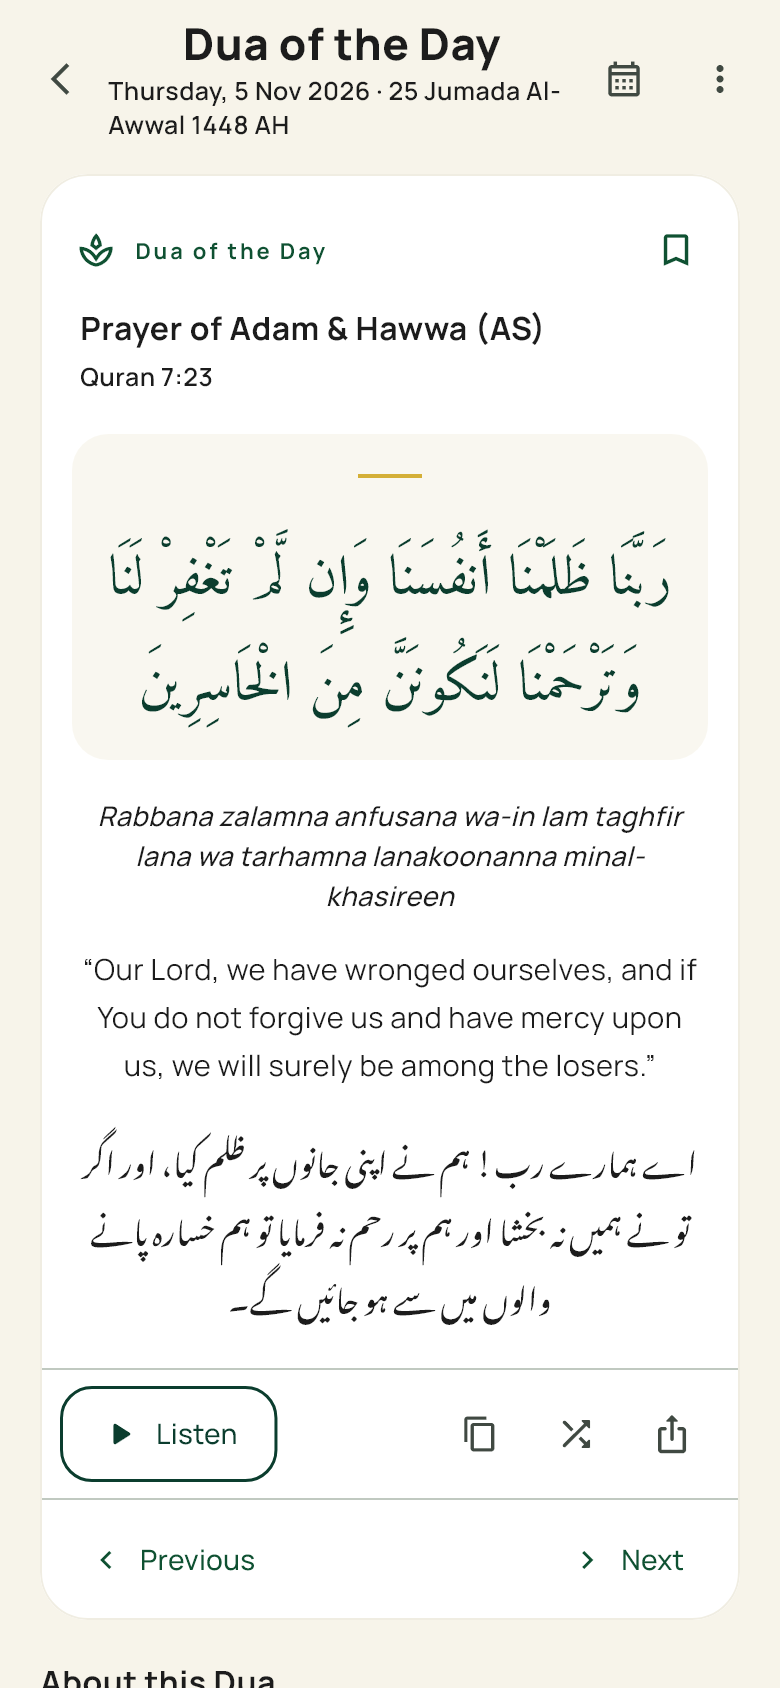 Dua of the Day
Thursday, 5 Nov 2026 · 25 Jumada Al-
Awwal 1448 AH
Dua of the Day
Prayer of Adam & Hawwa (AS)
Quran 7:23
رَبَّنَا ظَلَمْنَا أَنفُسَنَا وَإِن لَّمْ تَغْفِرْ لَنَا
وَتَرْحَمْنَا لَنَكُونَنَّ مِنَ الْخَاسِرِينَ
Rabbana zalamna anfusana wa-in lam taghfir
lana wa tarhamna lanakoonanna minal-
khasireen
“Our Lord, we have wronged ourselves, and if
You do not forgive us and have mercy upon
us, we will surely be among the losers.”
اے ہمارے رب! ہم نے اپنی جانوں پر ظلم کیا، اور اگر
تو نے ہمیں نہ بخشا اور ہم پر رحم نہ فرمایا تو ہم خسارہ پانے
والوں میں سے ہو جائیں گے۔
Listen
Previous
Next
About this Dua